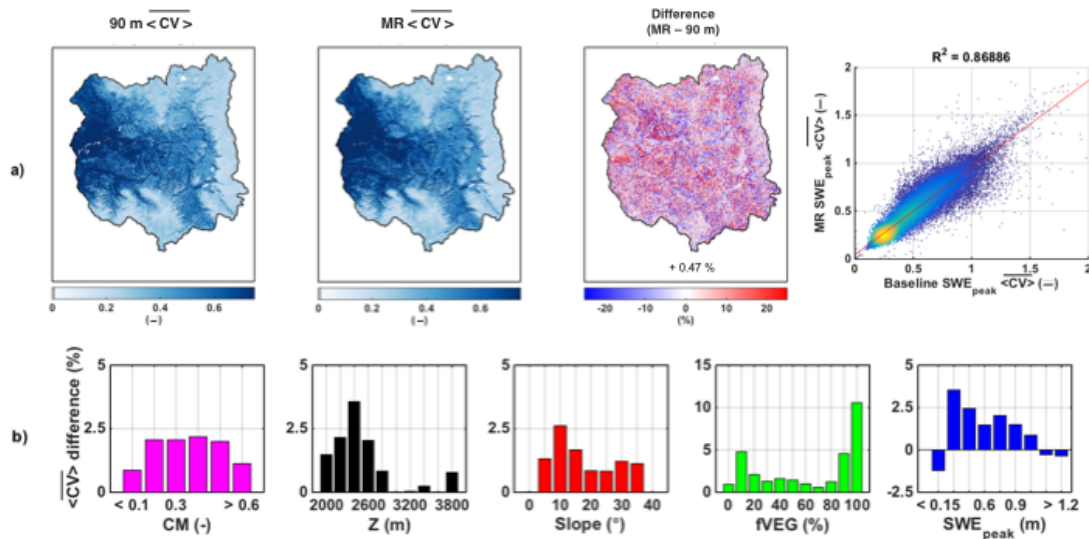 90 m <CV>
MR <CV>
Difference
(MR – 90 m)
R² = 0.86886
a)
+ 0.47 %
0 0.2 0.4 0.6
(–)
0 0.2 0.4 0.6
(–)
-20 -10 0 10 20
(%)
MR SWEpeak <CV> (—)
2
1.5
1
0.5
0
0 0.5 1 1.5 2
Baseline SWEpeak <CV> (—)
b)
<CV> difference (%)
5
2.5
0
< 0.1 0.3 > 0.6
CM (-)
5
2.5
0
2000 2600 3200 3800
Z (m)
5
2.5
0
0 10 20 30 40
Slope (°)
15
10
5
0
0 20 40 60 80 100
fVEG (%)
5
2.5
0
-2.5
< 0.15 0.6 0.9 > 1.2
SWEpeak (m)